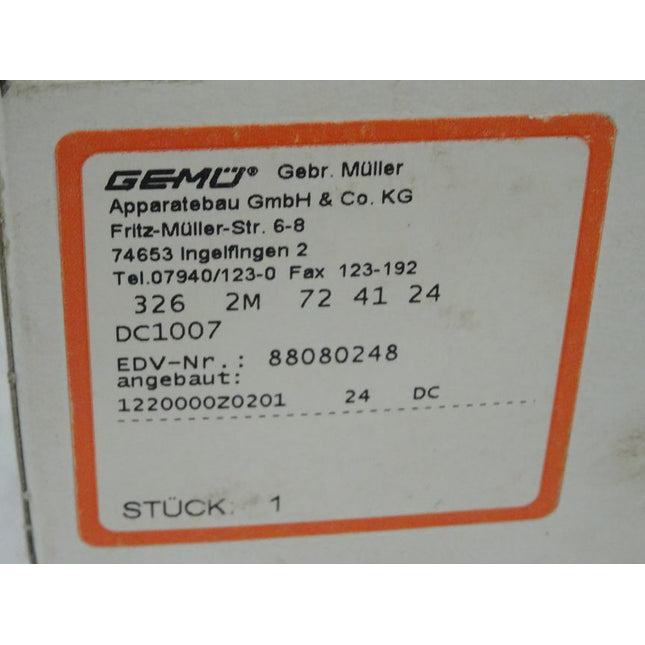 GEMÜ® Gebr. Müller
Apparatebau GmbH & Co. KG
Fritz-Müller-Str. 6-8
74653 Ingelfingen 2
Tel.07940/123-0 Fax 123-192
326 2M 72 41 24
DC1007
EDV-Nr.: 88080248
angebaut:
1220000Z0201 24 DC
STÜCK: 1